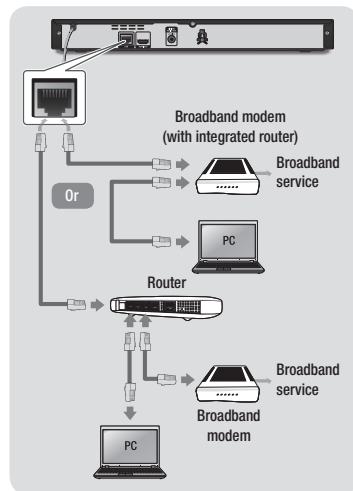 Broadband modem
(with integrated router)
Broadband
service
Or
PC
Router
Broadband
service
Broadband
modem
PC